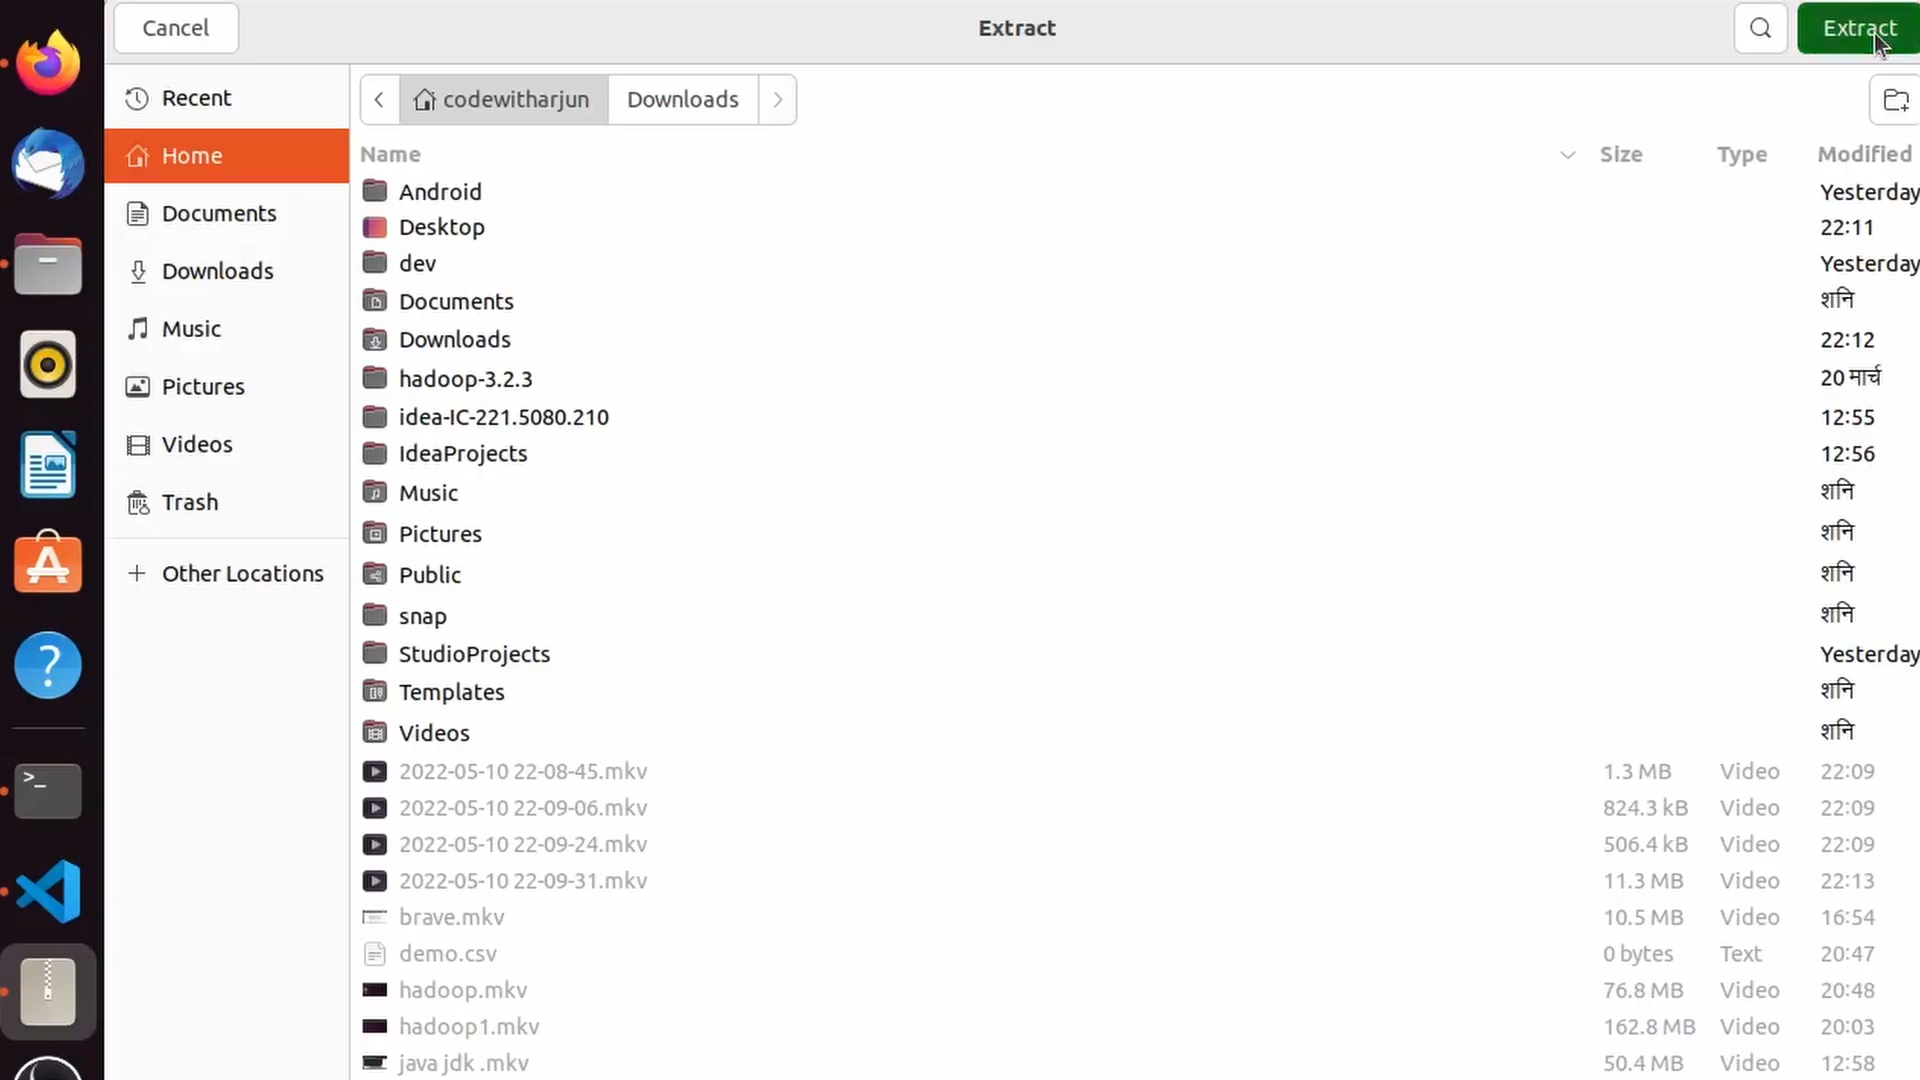 Cancel Extract Extract
codewitharjun Downloads
Recent
Home
Documents
Downloads
Music
Pictures
Videos
Trash
Other Locations
Name Size Type Modified
Android Yesterday
Desktop 22:11
dev Yesterday
Documents शनि
Downloads 22:12
hadoop-3.2.3 20 मार्च
idea-IC-221.5080.210 12:55
IdeaProjects 12:56
Music शनि
Pictures शनि
Public शनि
snap शनि
StudioProjects Yesterday
Templates शनि
Videos शनि
2022-05-10 22-08-45.mkv 1.3 MB Video 22:09
2022-05-10 22-09-06.mkv 824.3 kB Video 22:09
2022-05-10 22-09-24.mkv 506.4 kB Video 22:09
2022-05-10 22-09-31.mkv 11.3 MB Video 22:13
brave.mkv 10.5 MB Video 16:54
demo.csv 0 bytes Text 20:47
hadoop.mkv 76.8 MB Video 20:48
hadoop1.mkv 162.8 MB Video 20:03
java jdk .mkv 50.4 MB Video 12:58